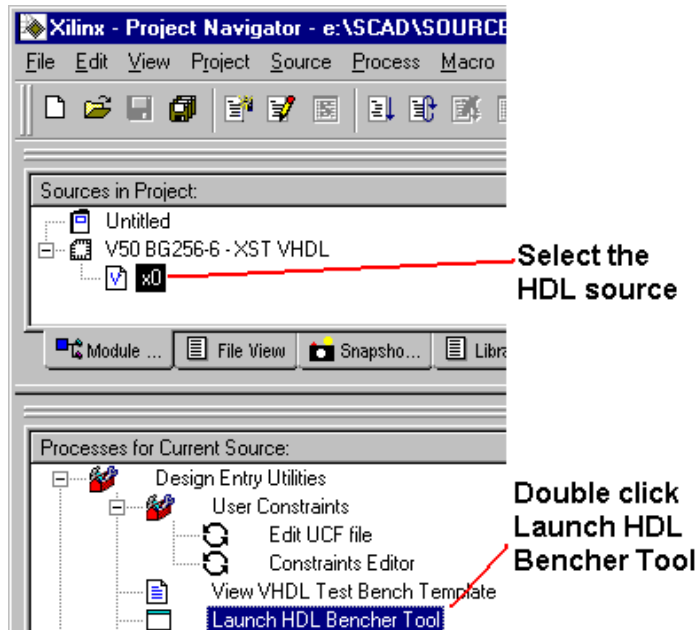 Xilinx - Project Navigator - e:\SCAD\SOURCE
File Edit View Project Source Process Macro
Sources in Project:
Untitled
V50 BG256-6 - XST VHDL
x0
Select the
HDL source
Module ... File View Snapsho... Libra
Processes for Current Source:
Design Entry Utilities
User Constraints
Edit UCF file
Constraints Editor
View VHDL Test Bench Template
Launch HDL Bencher Tool
Double click
Launch HDL
Bencher Tool